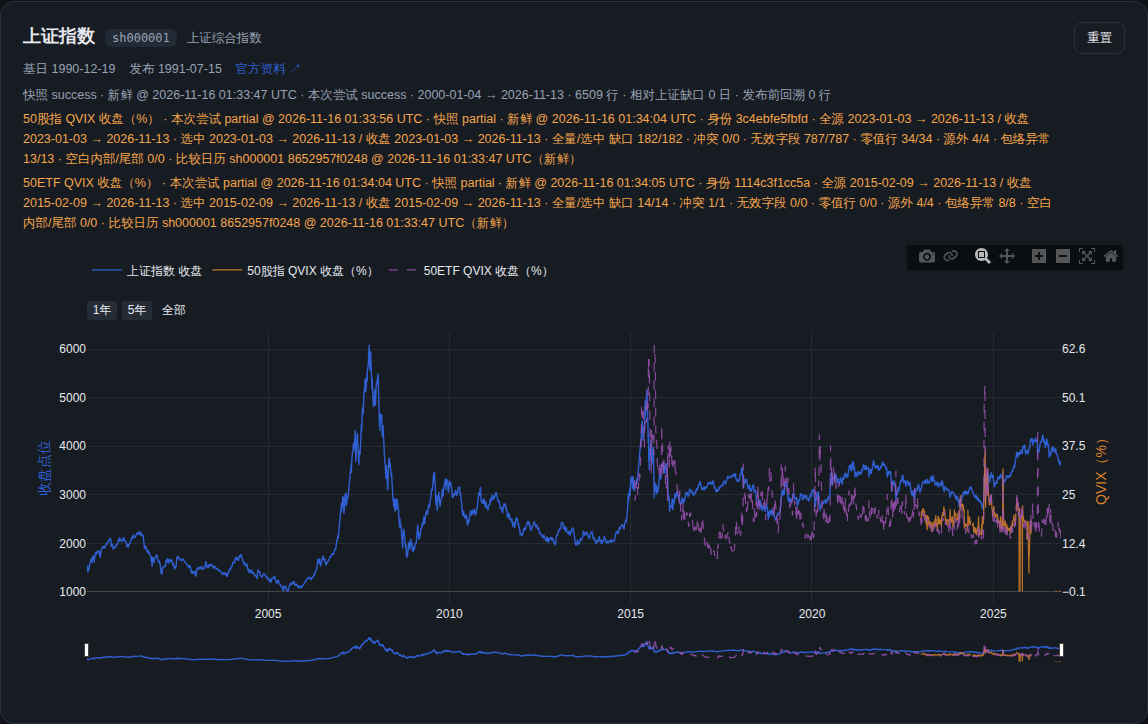 上证指数 sh000001 上证综合指数
重置
基日 1990-12-19 发布 1991-07-15 官方资料 ↗
快照 success · 新鲜 @ 2026-11-16 01:33:47 UTC · 本次尝试 success · 2000-01-04 → 2026-11-13 · 6509 行 · 相对上证缺口 0 日 · 发布前回溯 0 行
50股指 QVIX 收盘（%） · 本次尝试 partial @ 2026-11-16 01:33:56 UTC · 快照 partial · 新鲜 @ 2026-11-16 01:34:04 UTC · 身份 3c4ebfe5fbfd · 全源 2023-01-03 → 2026-11-13 / 收盘
2023-01-03 → 2026-11-13 · 选中 2023-01-03 → 2026-11-13 / 收盘 2023-01-03 → 2026-11-13 · 全量/选中 缺口 182/182 · 冲突 0/0 · 无效字段 787/787 · 零值行 34/34 · 源外 4/4 · 包络异常
13/13 · 空白内部/尾部 0/0 · 比较日历 sh000001 8652957f0248 @ 2026-11-16 01:33:47 UTC（新鲜）
50ETF QVIX 收盘（%） · 本次尝试 partial @ 2026-11-16 01:34:04 UTC · 快照 partial · 新鲜 @ 2026-11-16 01:34:05 UTC · 身份 1114c3f1cc5a · 全源 2015-02-09 → 2026-11-13 / 收盘
2015-02-09 → 2026-11-13 · 选中 2015-02-09 → 2026-11-13 / 收盘 2015-02-09 → 2026-11-13 · 全量/选中 缺口 14/14 · 冲突 1/1 · 无效字段 0/0 · 零值行 0/0 · 源外 4/4 · 包络异常 8/8 · 空白
内部/尾部 0/0 · 比较日历 sh000001 8652957f0248 @ 2026-11-16 01:33:47 UTC（新鲜）
上证指数 收盘 50股指 QVIX 收盘（%） 50ETF QVIX 收盘（%）
1年 5年 全部
6000 62.6
5000 50.1
4000 37.5
3000 25
2000 12.4
1000 −0.1
收盘点位
QVIX（%）
2005 2010 2015 2020 2025